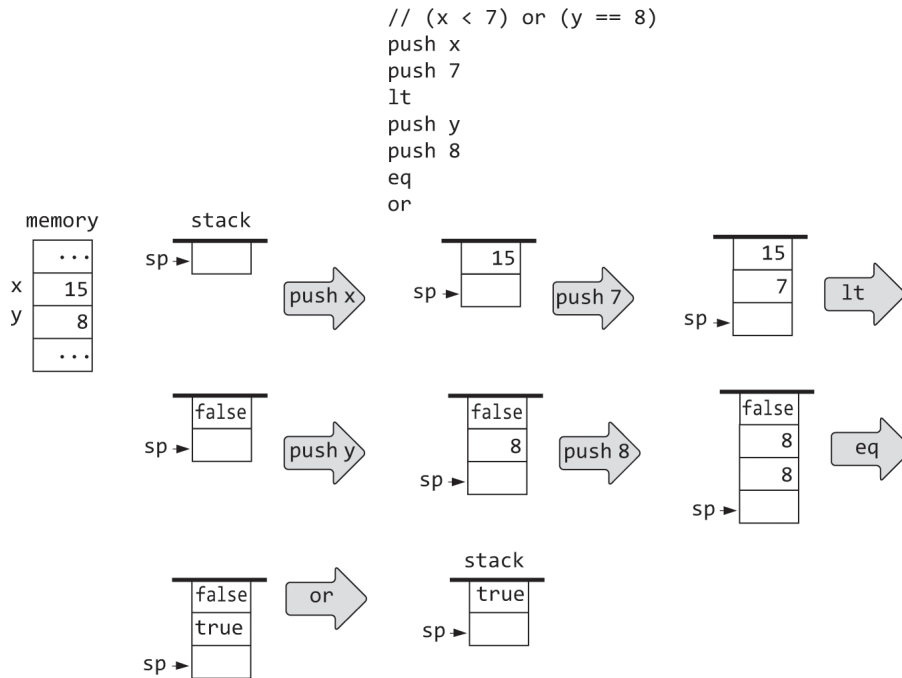 // (x < 7) or (y == 8)
push x
push 7
lt
push y
push 8
eq
or
memory
stack
...
x 15
y 8
...
sp
push x
15
sp
push 7
15
7
sp
lt
false
sp
push y
false
8
sp
push 8
false
8
8
sp
eq
false
true
sp
or
stack
true
sp